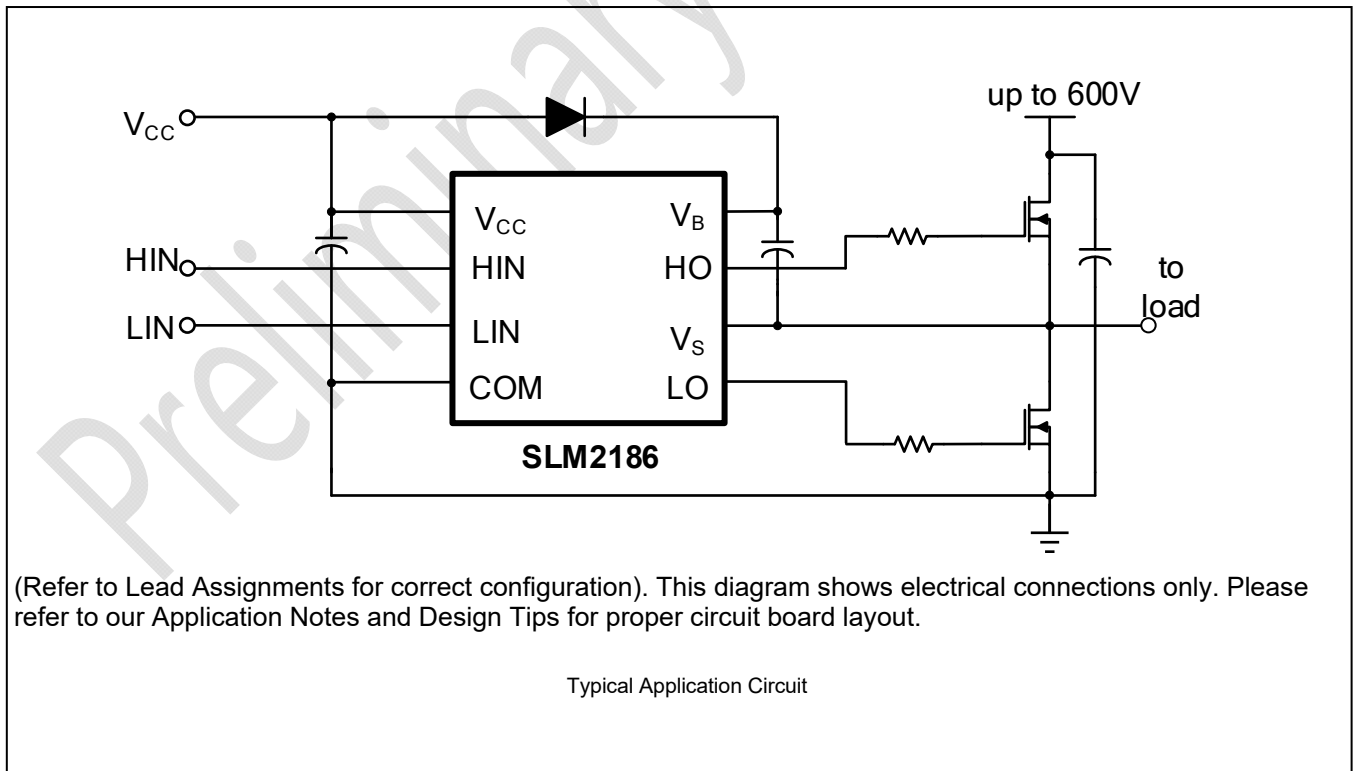 Preliminary
up to 600V
VCC
VCC
VB
HIN
HIN
HO
to
load
LIN
LIN
VS
COM
LO
SLM2186
(Refer to Lead Assignments for correct configuration). This diagram shows electrical connections only. Please
refer to our Application Notes and Design Tips for proper circuit board layout.
Typical Application Circuit